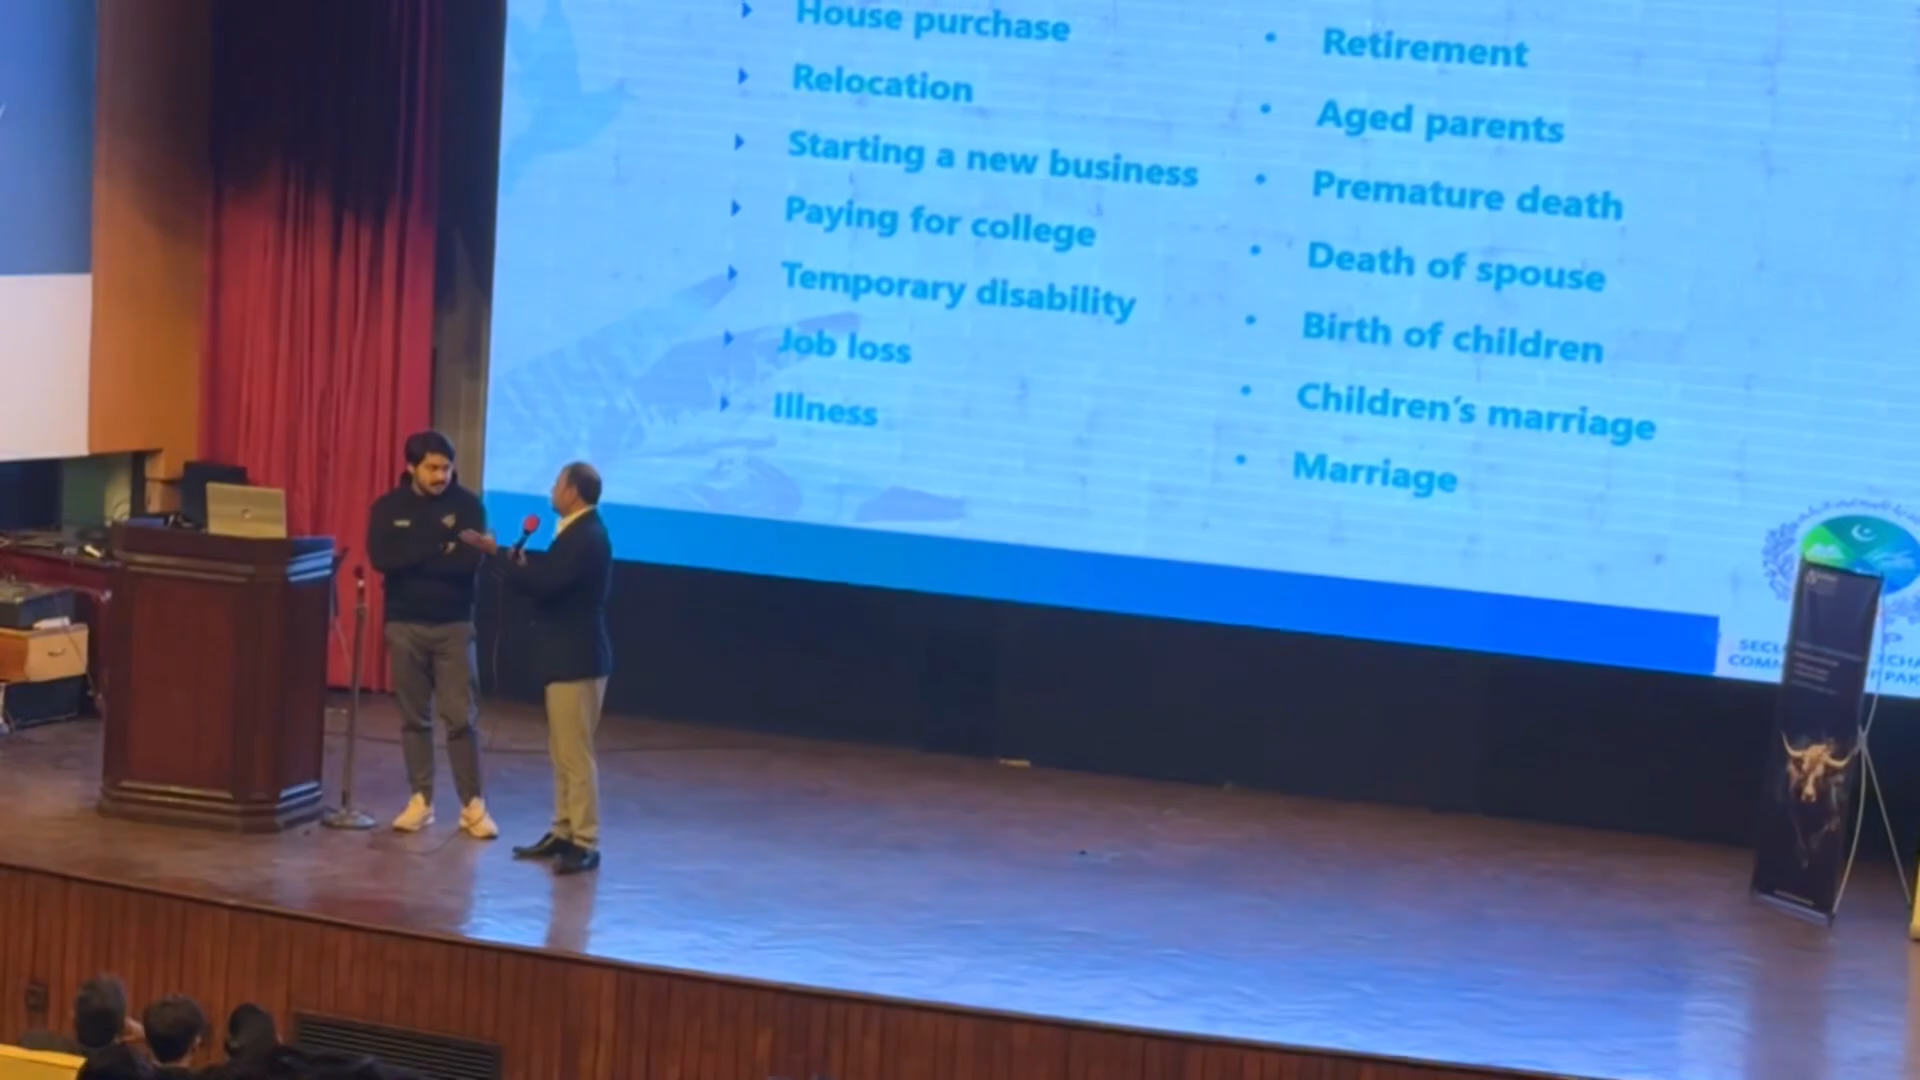 House purchase
Relocation
Starting a new business
Paying for college
Temporary disability
Job loss
Illness
Retirement
Aged parents
Premature death
Death of spouse
Birth of children
Children's marriage
Marriage